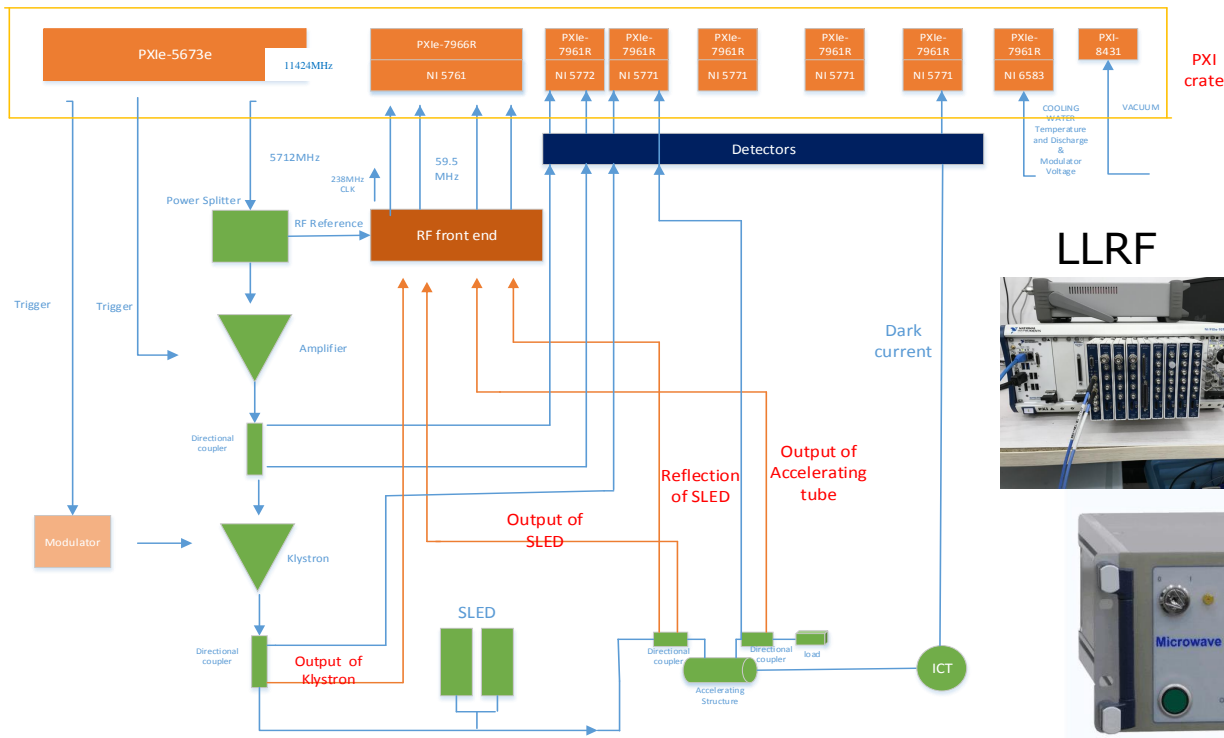 PXIe-5673e
11424MHz
PXIe-7966R
NI 5761
PXIe-
7961R
NI 5772
PXIe-
7961R
NI 5771
PXIe-
7961R
NI 5771
PXIe-
7961R
NI 5771
PXIe-
7961R
NI 5771
PXIe-
7961R
NI 6583
PXI-
8431
PXI
crate
COOLING
WATER
Temperature
and Discharge
&
Modulator
Voltage
VACUUM
Detectors
5712MHz
59.5
MHz
238MHz
CLK
Power Splitter
RF Reference
RF front end
LLRF
Trigger
Trigger
Amplifier
Dark
current
Directional
coupler
Output of
Accelerating
tube
Reflection
of SLED
Output of
SLED
Modulator
Klystron
SLED
Microwave
0 I
Directional
coupler
Output of
Klystron
Directional
coupler
Directional
coupler
load
Accelerating
Structure
ICT